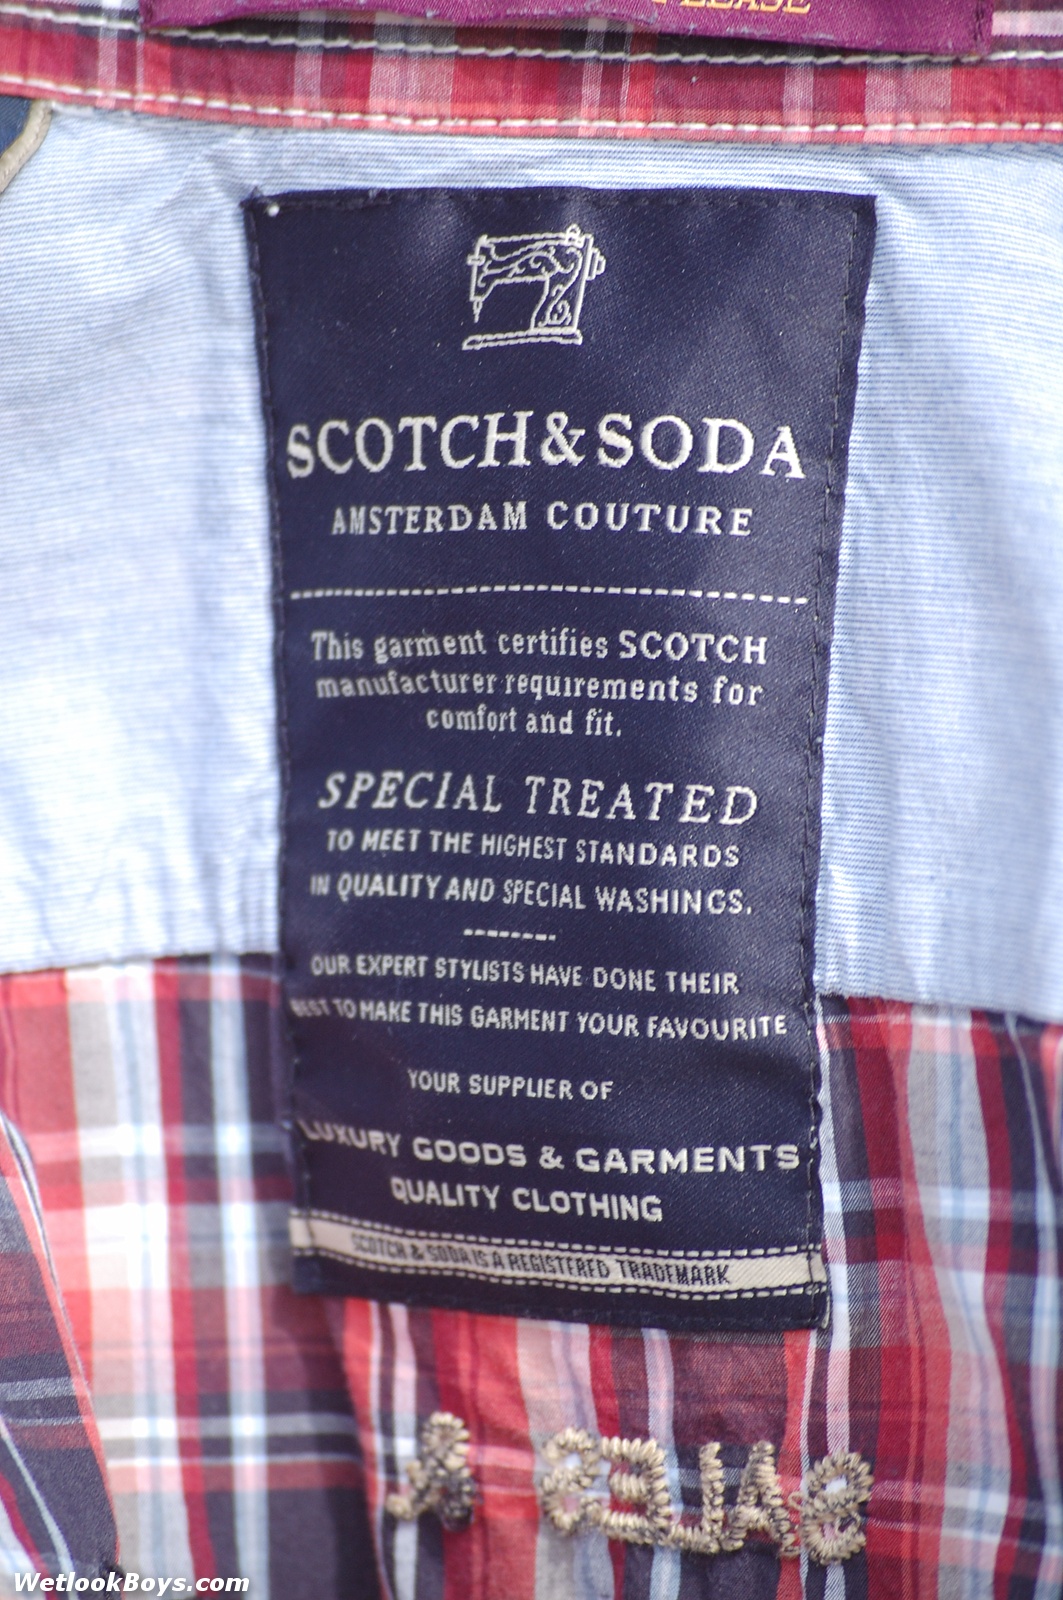 PLEASE
SCOTCH & SODA
AMSTERDAM COUTURE
This garment certifies SCOTCH
manufacturer requirements for
comfort and fit.
SPECIAL TREATED
TO MEET THE HIGHEST STANDARDS
IN QUALITY AND SPECIAL WASHINGS.
OUR EXPERT STYLISTS HAVE DONE THEIR
BEST TO MAKE THIS GARMENT YOUR FAVOURITE
YOUR SUPPLIER OF
LUXURY GOODS & GARMENTS
QUALITY CLOTHING
SCOTCH & SODA IS A REGISTERED TRADEMARK
WetlookBoys.com